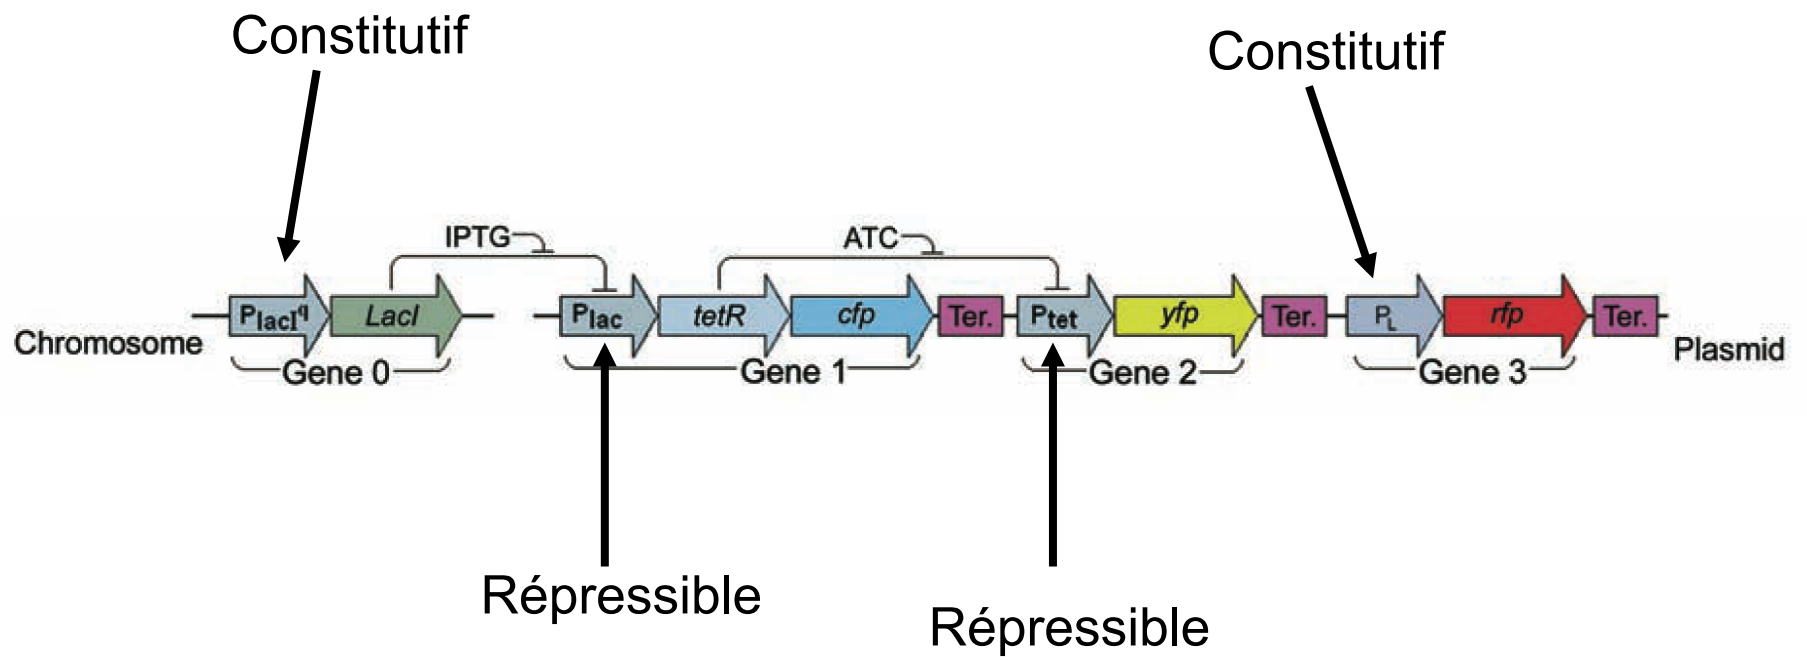 Constitutif
Constitutif
IPTG
ATC
Chromosome
PlacIq
LacI
Plac
tetR
cfp
Ter.
Ptet
yfp
Ter.
PL
rfp
Ter.
Plasmid
Gene 0
Gene 1
Gene 2
Gene 3
Répressible
Répressible